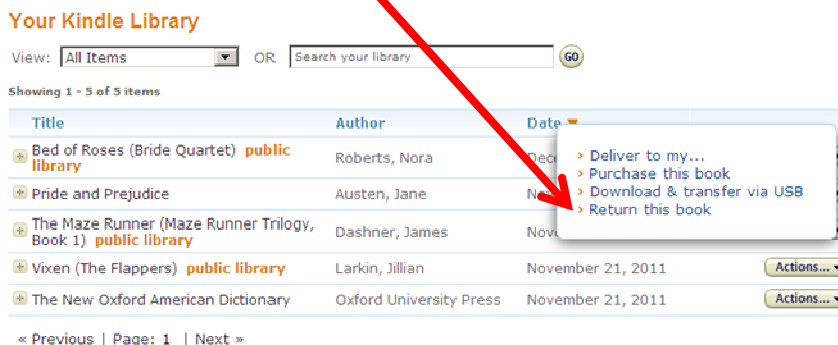 Your Kindle Library
View: All Items OR Search your library GO
Showing 1 - 5 of 5 items
Title Author Date
Bed of Roses (Bride Quartet) public
library
Roberts, Nora
Pride and Prejudice Austen, Jane
The Maze Runner (Maze Runner Trilogy,
Book 1) public library
Dashner, James
> Deliver to my...
> Purchase this book
> Download & transfer via USB
> Return this book
Vixen (The Flappers) public library Larkin, Jillian November 21, 2011 Actions...
The New Oxford American Dictionary Oxford University Press November 21, 2011 Actions...
« Previous | Page: 1 | Next »